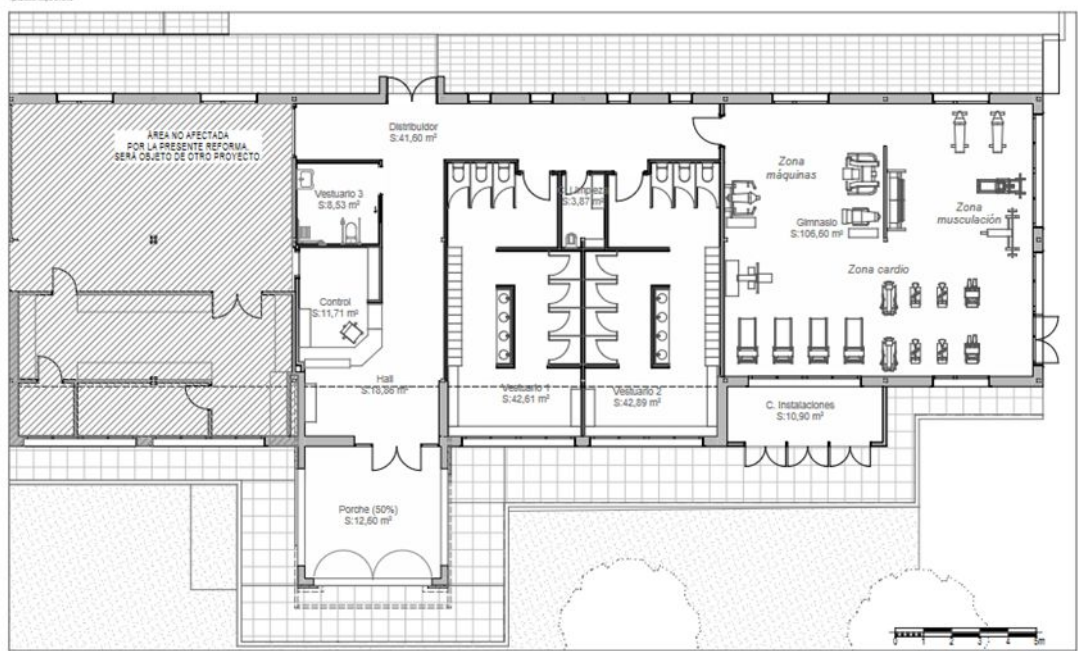 Distribuidor
S:41,60 m²
ÁREA NO AFECTADA
POR LA PRESENTE REFORMA.
SERÁ OBJETO DE OTRO PROYECTO
Zona
máquinas
Vestuario 3
S:8,53 m²
Limpieza
S:3,87 m²
Gimnasio
S:106,60 m²
Zona
musculación
Zona cardio
Control
S:11,71 m²
Hall
S:18,86 m²
Vestuario 1
S:42,61 m²
Vestuario 2
S:42,89 m²
C. Instalaciones
S:10,90 m²
Porche (50%)
S:12,60 m²
0 1 2 3 4 5m